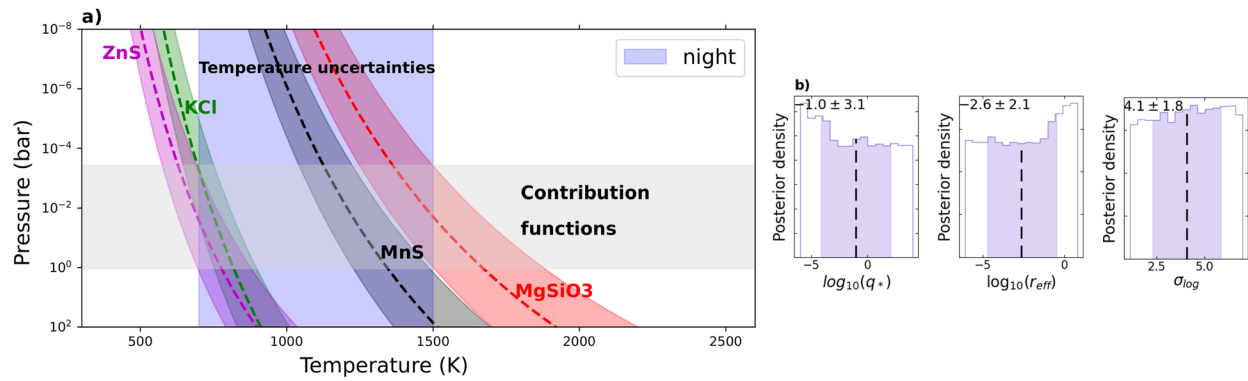 a)
ZnS
KCl
Temperature uncertainties
night
Contribution
functions
MnS
MgSiO3
Pressure (bar)
10⁻⁸
10⁻⁶
10⁻⁴
10⁻²
10⁰
10²
500
1000
1500
2000
2500
Temperature (K)
b)
−1.0 ± 3.1
Posterior density
−5
0
log₁₀(q*)
−2.6 ± 2.1
Posterior density
−5
0
log₁₀(r_eff)
4.1 ± 1.8
Posterior density
2.5
5.0
σ_log